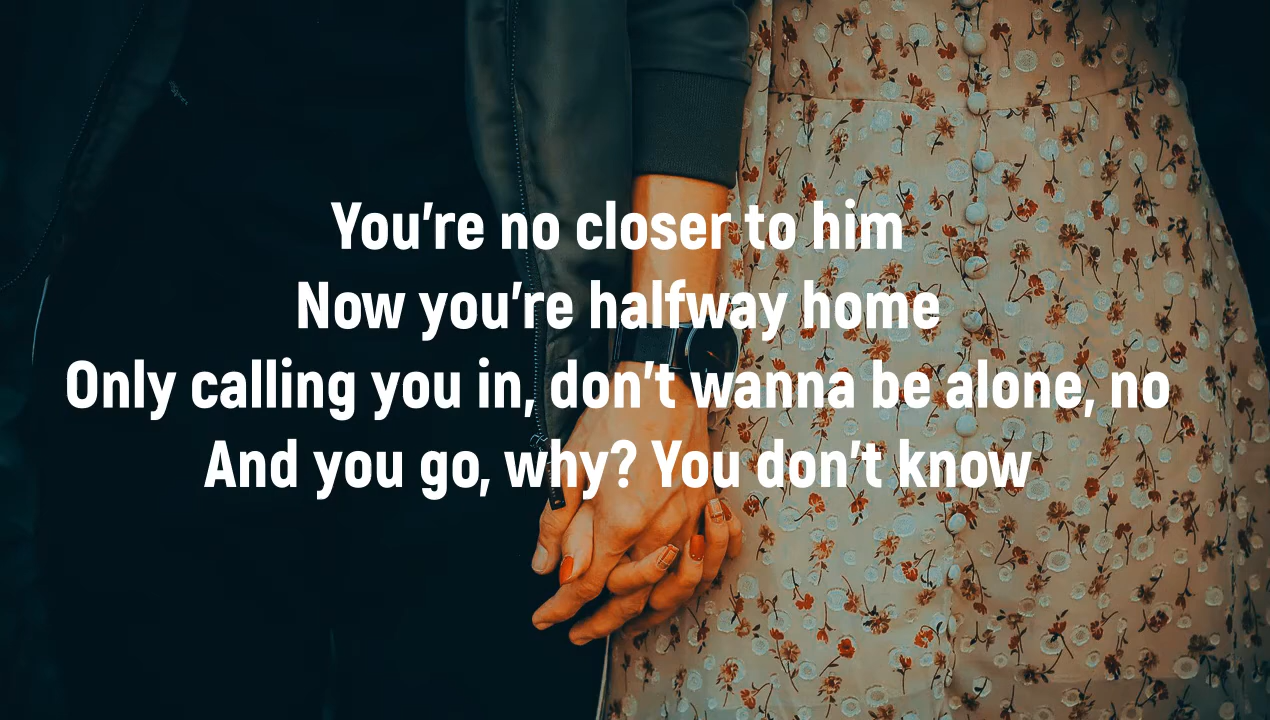 You’re no closer to him
Now you’re halfway home
Only calling you in, don’t wanna be alone, no
And you go, why? You don’t know